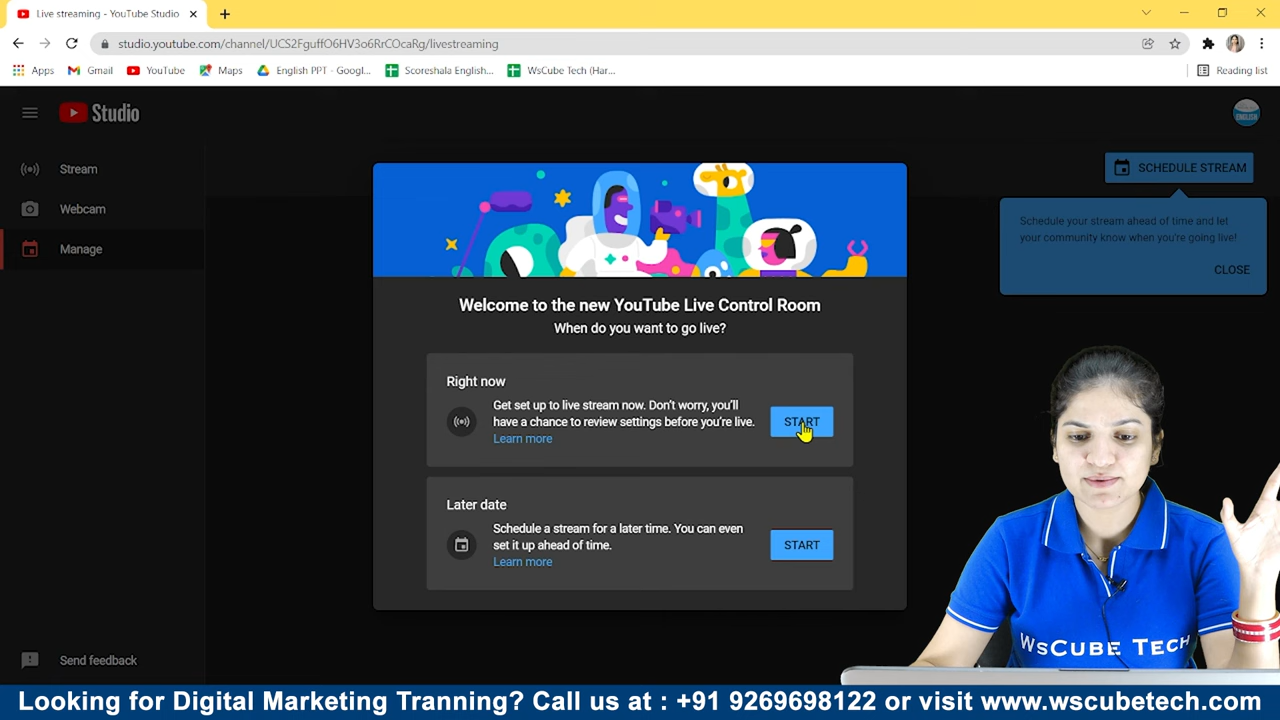 Live streaming - YouTube Studio
studio.youtube.com/channel/UCS2FguffO6HV3o6RrCOcaRg/livestreaming
Apps Gmail YouTube Maps English PPT - Googl... Scoreshala English... WsCube Tech (Har... Reading list
Studio
ENGLISH
Stream
Webcam
Manage
SCHEDULE STREAM
Schedule your stream ahead of time and let
your community know when you're going live!
CLOSE
Welcome to the new YouTube Live Control Room
When do you want to go live?
Right now
Get set up to live stream now. Don't worry, you'll
have a chance to review settings before you're live.
Learn more
START
Later date
Schedule a stream for a later time. You can even
set it up ahead of time.
Learn more
START
Send feedback
WsCube Tech
Looking for Digital Marketing Tranning? Call us at : +91 9269698122 or visit www.wscubetech.com